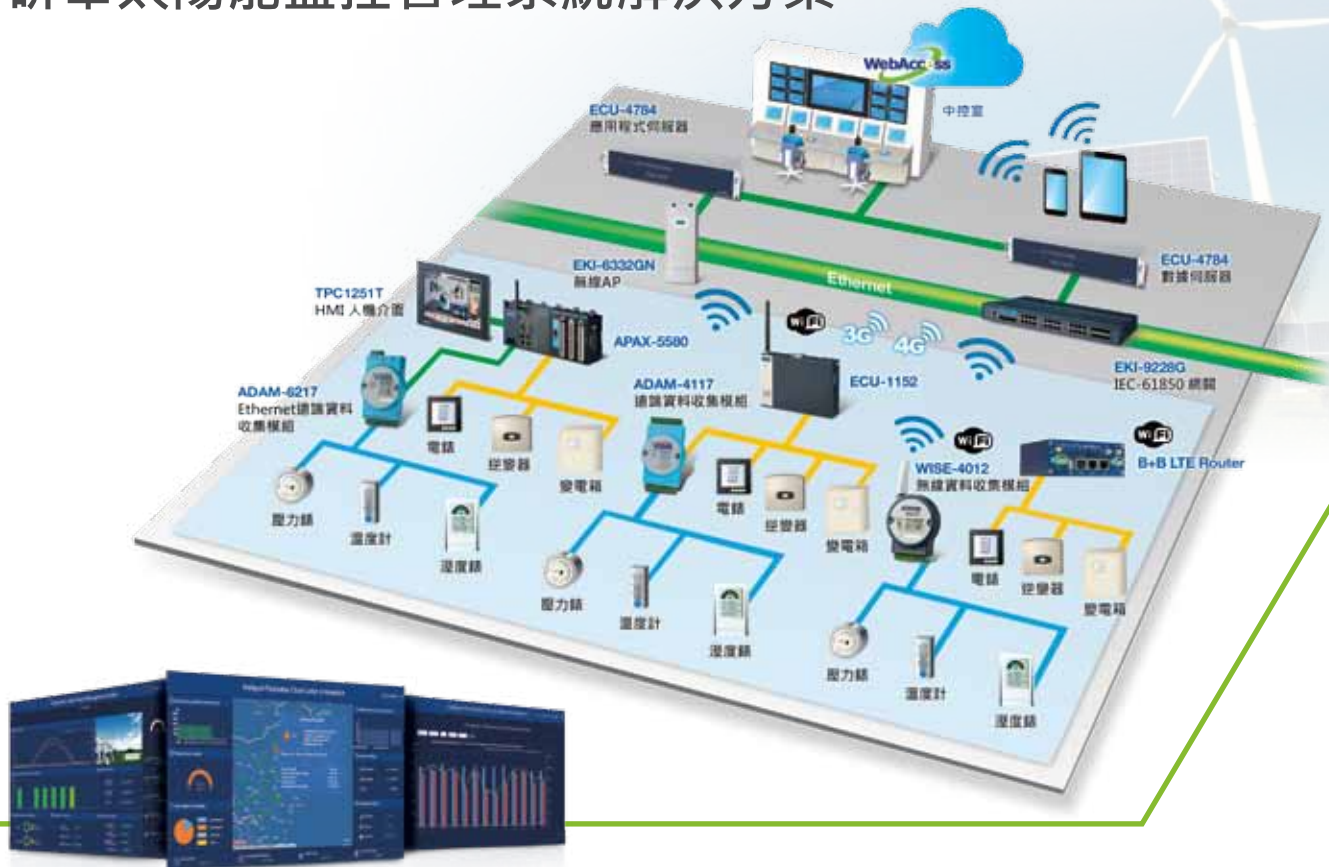 研華太陽能監控管理系統解決方案
WebAccess
中控室
ECU-4784
應用程式伺服器
ECU-4784
數據伺服器
EKI-6332GN
無線AP
Ethernet
TPC1251T
HMI 人機介面
APAX-5580
WiFi
3G
4G
EKI-9228G
IEC-61850 網關
ADAM-6217
Ethernet遠端資料
收集模組
ADAM-4117
遠端資料收集模組
ECU-1152
電錶
逆變器
變電箱
WiFi
WISE-4012
無線資料收集模組
WiFi
B+B LTE Router
壓力錶
溫度計
溼度錶
電錶
逆變器
變電箱
電錶
逆變器
變電箱
壓力錶
溫度計
溼度錶
壓力錶
溫度計
溼度錶